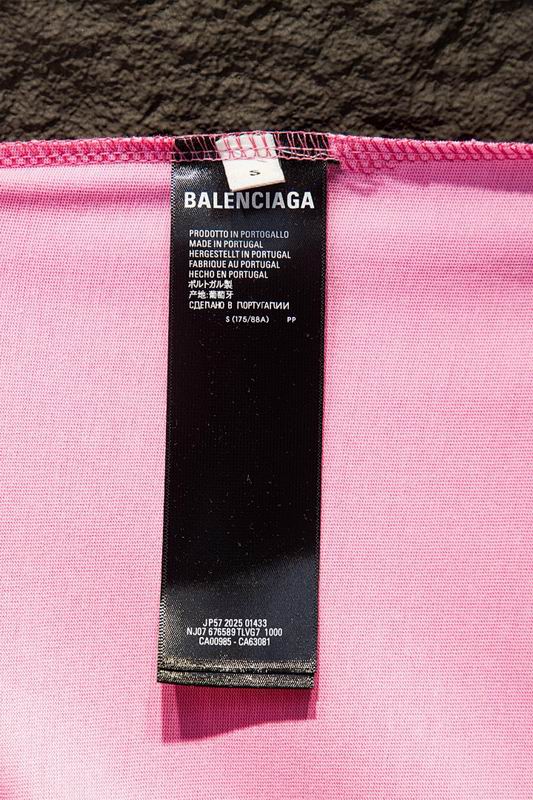 S
BALENCIAGA
PRODOTTO IN PORTOGALLO
MADE IN PORTUGAL
HERGESTELLT IN PORTUGAL
FABRIQUE AU PORTUGAL
HECHO EN PORTUGAL
ポルトガル製
产地:葡萄牙
СДЕЛАНО В ПОРТУГАЛИИ
S (175/88A) PP
JP57 2025 01433
NJ07 676589 TLVG7 1000
CA00985 - CA63081